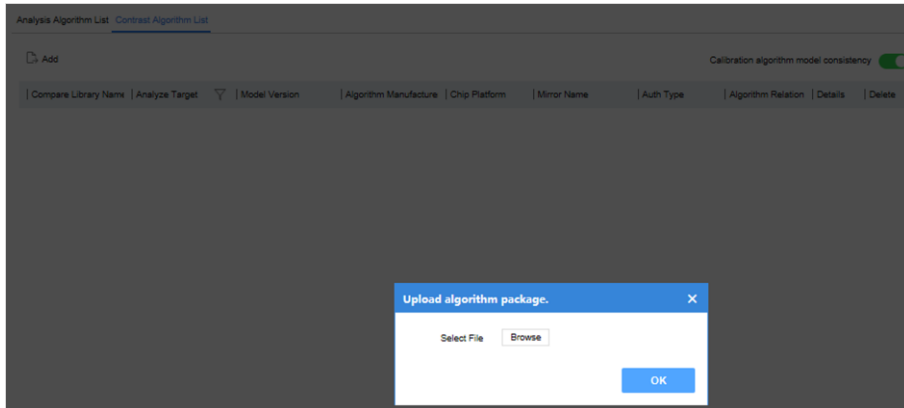 Analysis Algorithm List Contrast Algorithm List
Add
Calibration algorithm model consistency
Compare Library Name Analyze Target Model Version Algorithm Manufacture Chip Platform Mirror Name Auth Type Algorithm Relation Details Delete
Upload algorithm package.
Select File Browse
OK